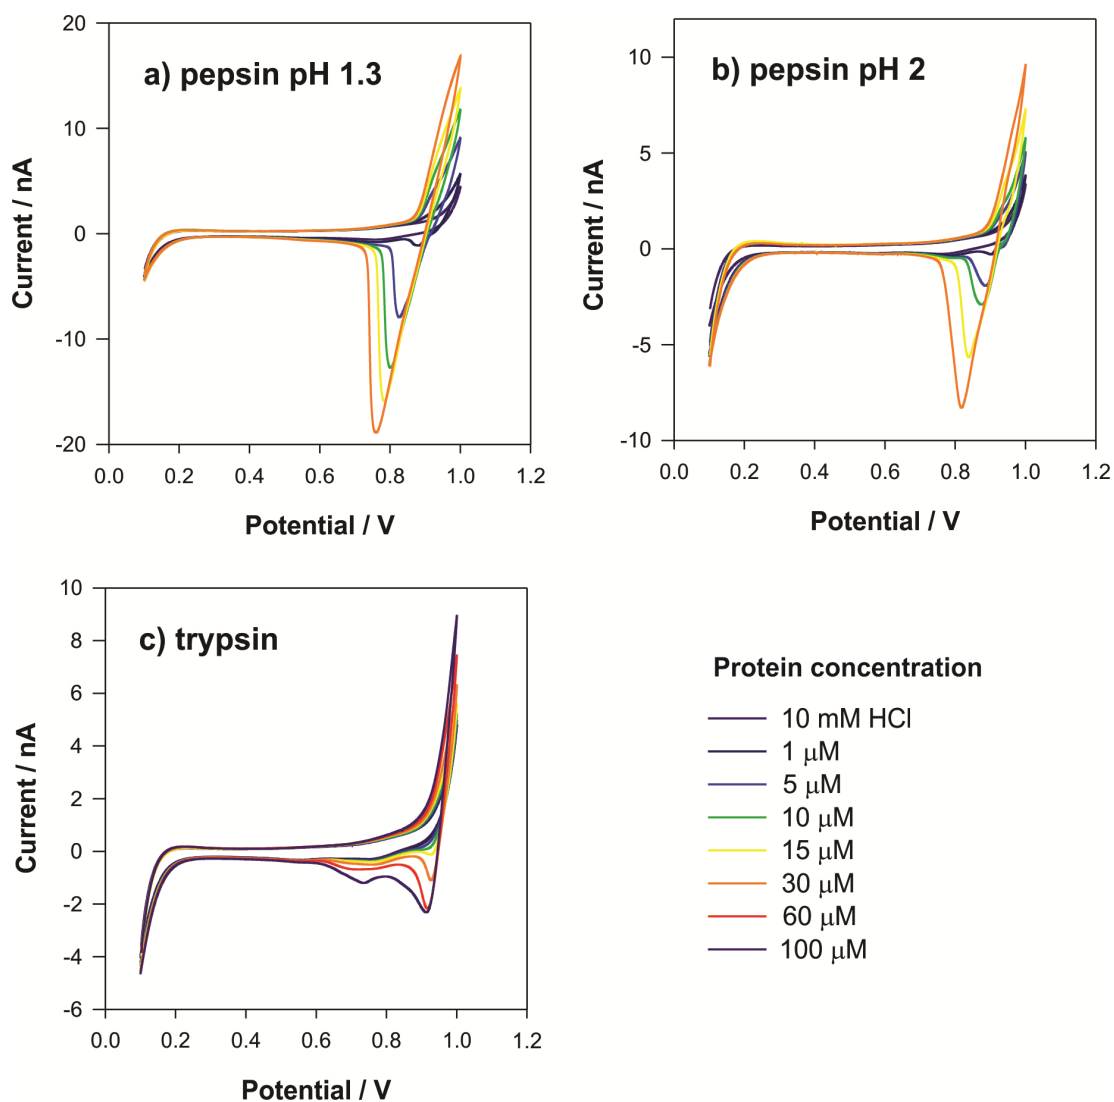 a) pepsin pH 1.3
20
10
0
-10
-20
Current / nA
0.0 0.2 0.4 0.6 0.8 1.0 1.2
Potential / V
b) pepsin pH 2
10
5
0
-5
-10
Current / nA
0.0 0.2 0.4 0.6 0.8 1.0 1.2
Potential / V
c) trypsin
10
8
6
4
2
0
-2
-4
-6
Current / nA
0.0 0.2 0.4 0.6 0.8 1.0 1.2
Potential / V
Protein concentration
10 mM HCl
1 μM
5 μM
10 μM
15 μM
30 μM
60 μM
100 μM